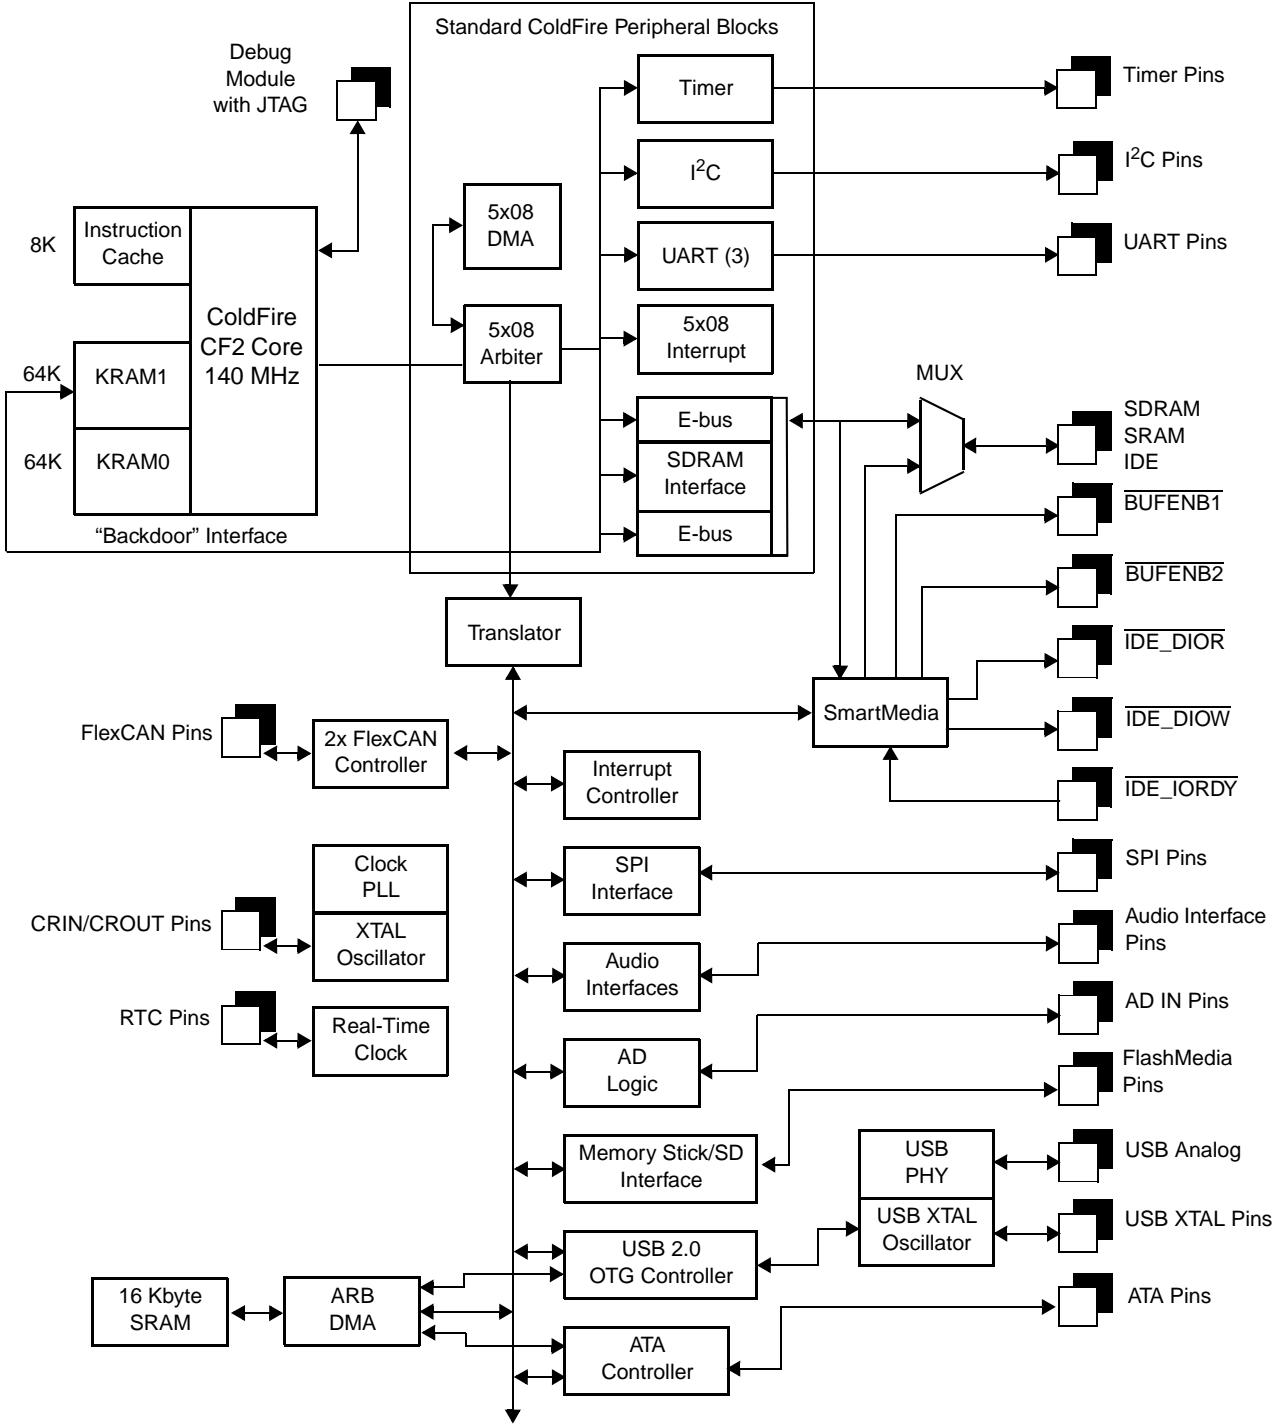 Standard ColdFire Peripheral Blocks
Debug
Module
with JTAG
Timer
Timer Pins
I²C
I²C Pins
5x08
DMA
UART (3)
UART Pins
8K
Instruction
Cache
ColdFire
CF2 Core
140 MHz
5x08
Arbiter
5x08
Interrupt
64K
KRAM1
64K
KRAM0
“Backdoor” Interface
E-bus
SDRAM
Interface
E-bus
MUX
SDRAM
SRAM
IDE
BUFENB1
BUFENB2
Translator
IDE_DIOR
SmartMedia
IDE_DIOW
IDE_IORDY
FlexCAN Pins
2x FlexCAN
Controller
Interrupt
Controller
Clock
PLL
XTAL
Oscillator
CRIN/CROUT Pins
SPI
Interface
SPI Pins
Audio
Interfaces
Audio Interface
Pins
RTC Pins
Real-Time
Clock
AD
Logic
AD IN Pins
FlashMedia
Pins
Memory Stick/SD
Interface
USB
PHY
USB Analog
USB XTAL
Oscillator
USB XTAL Pins
USB 2.0
OTG Controller
16 Kbyte
SRAM
ARB
DMA
ATA
Controller
ATA Pins